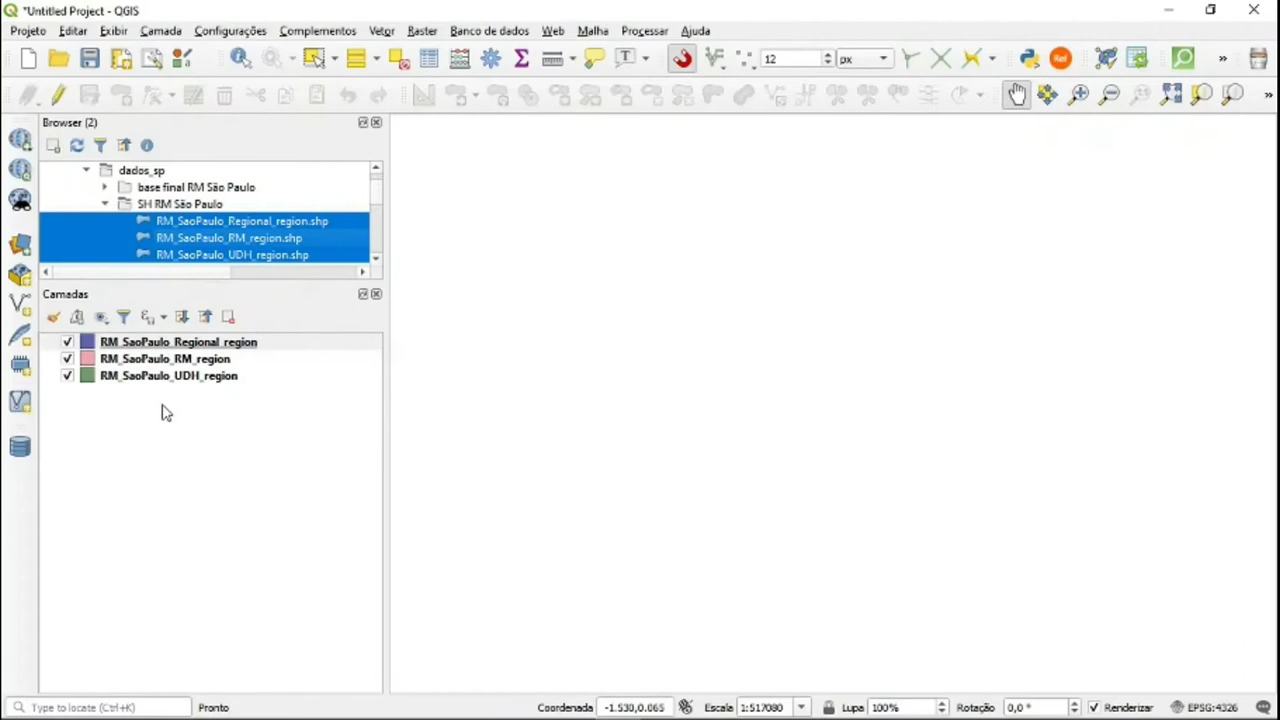 *Untitled Project - QGIS
Projeto Editar Exibir Camada Configurações Complementos Vetor Raster Banco de dados Web Malha Processar Ajuda
12 px
Browser (2)
dados_sp
base final RM São Paulo
SH RM São Paulo
RM_SaoPaulo_Regional_region.shp
RM_SaoPaulo_RM_region.shp
RM_SaoPaulo_UDH_region.shp
Camadas
RM_SaoPaulo_Regional_region
RM_SaoPaulo_RM_region
RM_SaoPaulo_UDH_region
Type to locate (Ctrl+K) Pronto Coordenada -1.530,0.065 Escala 1:517080 Lupa 100% Rotação 0,0 ° Renderizar EPSG:4326